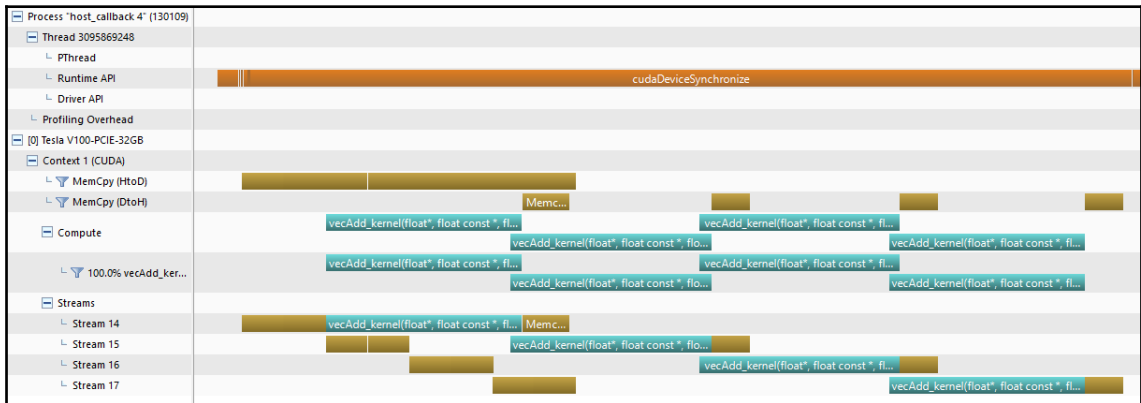 Process "host_callback 4" (130109)
Thread 3095869248
PThread
Runtime API
cudaDeviceSynchronize
Driver API
Profiling Overhead
[0] Tesla V100-PCIE-32GB
Context 1 (CUDA)
MemCpy (HtoD)
MemCpy (DtoH)
Memc...
vecAdd_kernel(float*, float const *, fl... vecAdd_kernel(float*, float const *, fl...
Compute
vecAdd_kernel(float*, float const *, flo... vecAdd_kernel(float*, float const *, flo...
vecAdd_kernel(float*, float const *, fl... vecAdd_kernel(float*, float const *, fl...
100.0% vecAdd_ker...
vecAdd_kernel(float*, float const *, flo... vecAdd_kernel(float*, float const *, flo...
Streams
Stream 14
vecAdd_kernel(float*, float const *, fl... Memc...
Stream 15
vecAdd_kernel(float*, float const *, flo...
Stream 16
vecAdd_kernel(float*, float const *, fl...
Stream 17
vecAdd_kernel(float*, float const *, flo...